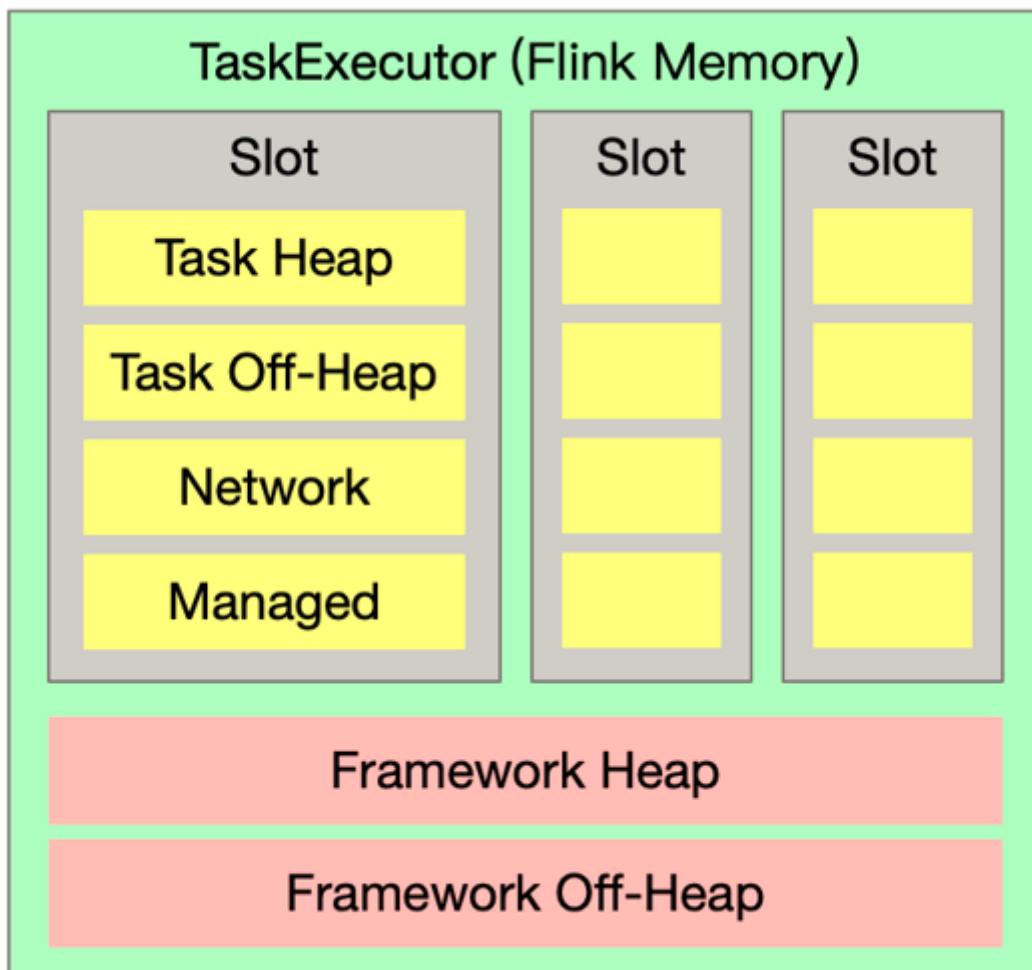 TaskExecutor (Flink Memory)
Slot
Task Heap
Task Off-Heap
Network
Managed
Slot
Slot
Framework Heap
Framework Off-Heap